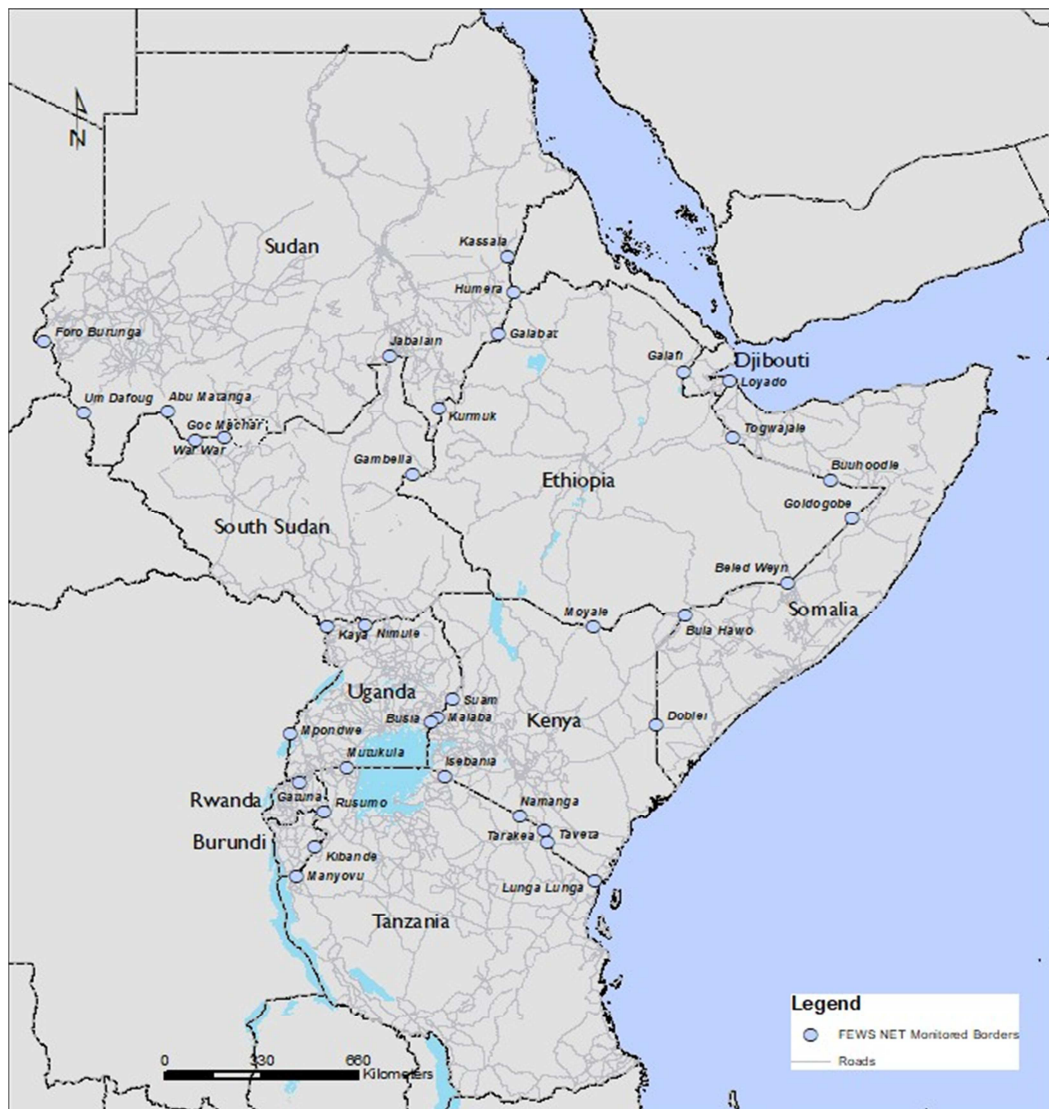 N
Sudan
Kassala
Humera
Foro Burunga
Jabalain
Galabat
Galafi
Djibouti
Loyado
Um Dafoug
Abu Matanga
Goc Machar
War War
Kurmuk
Togwajale
Gambella
Ethiopia
Buuhoodle
Goldogobe
South Sudan
Beled Weyn
Somalia
Moyale
Bula Hawo
Kaya
Nimule
Uganda
Suam
Busia
Malaba
Kenya
Doblei
Mpondwe
Mutukula
Isebania
Rwanda
Gatuna
Rusumo
Namanga
Tarakea
Taveta
Burundi
Kibande
Manyovu
Lunga Lunga
Tanzania
Legend
FEWS NET Monitored Borders
Roads
0 330 660
Kilometers